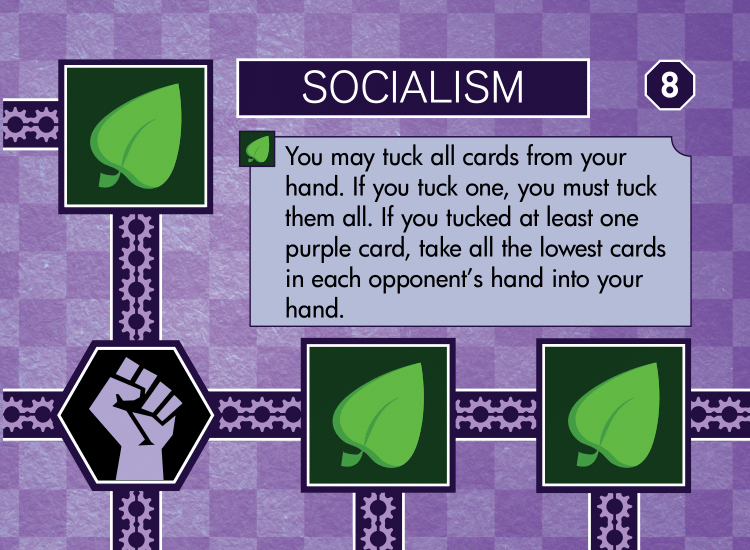 SOCIALISM
8
You may tuck all cards from your
hand. If you tuck one, you must tuck
them all. If you tucked at least one
purple card, take all the lowest cards
in each opponent's hand into your
hand.